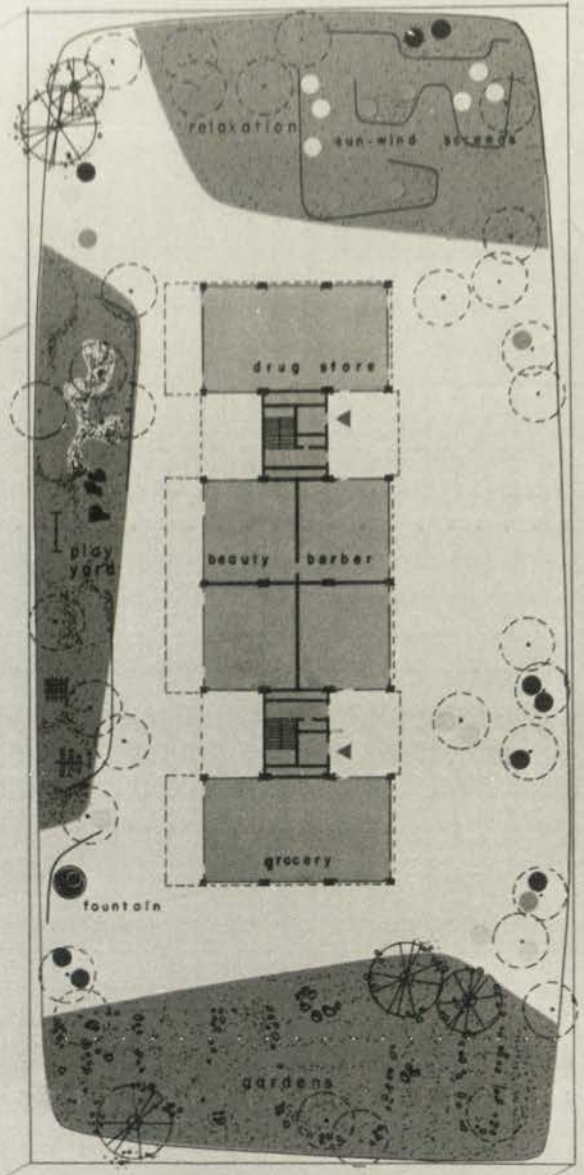 relaxation
sun-wind screens
drug store
beauty barber
play
yard
grocery
fountain
gardens